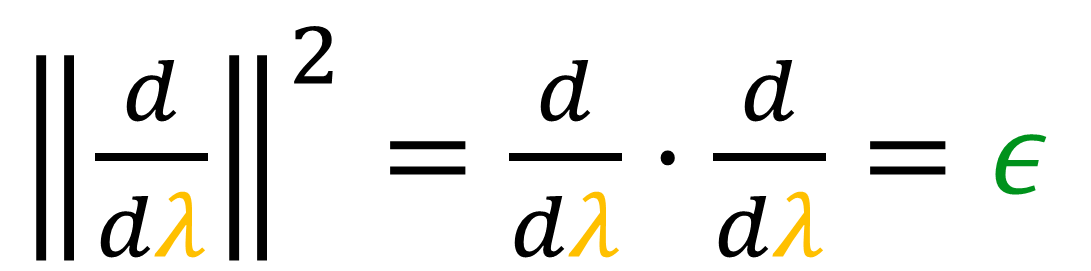 ‖d/dλ‖² = d/dλ · d/dλ = ϵ